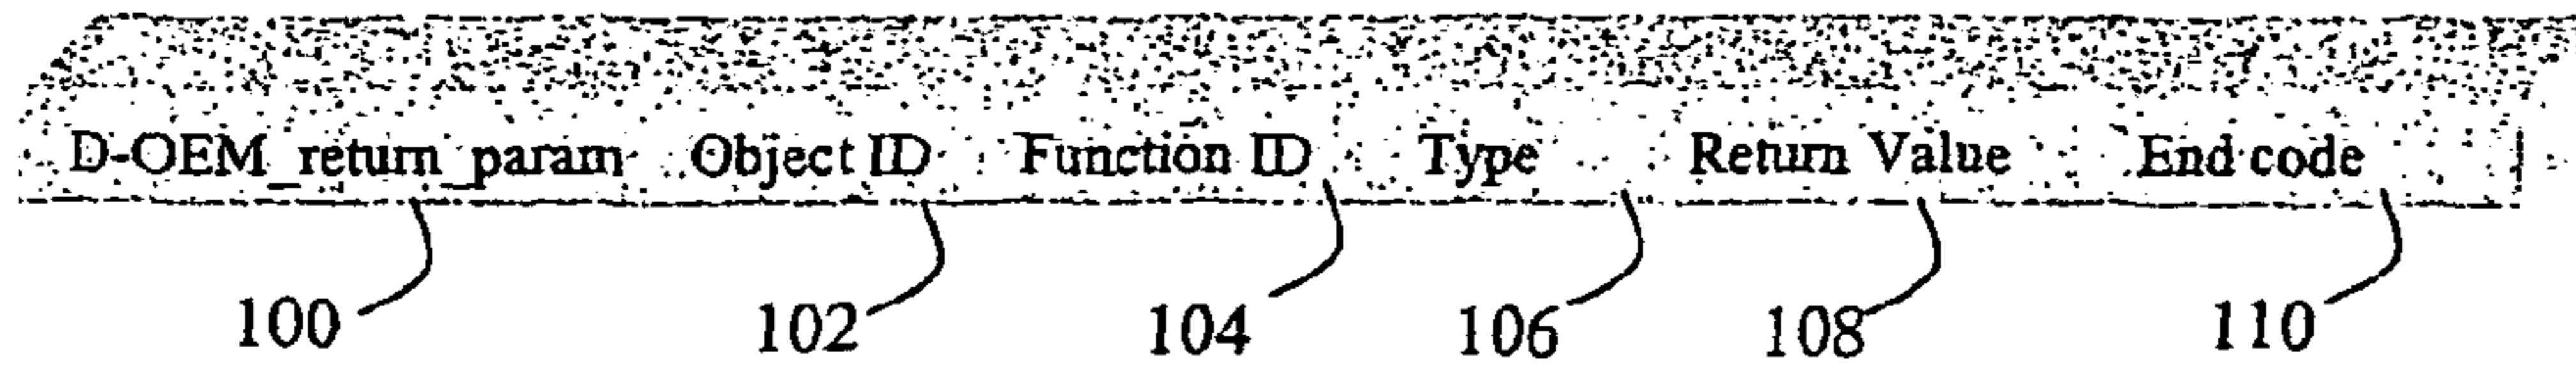 D-OEM_return_param Object ID Function ID Type Return Value End code
100 102 104 106 108 110